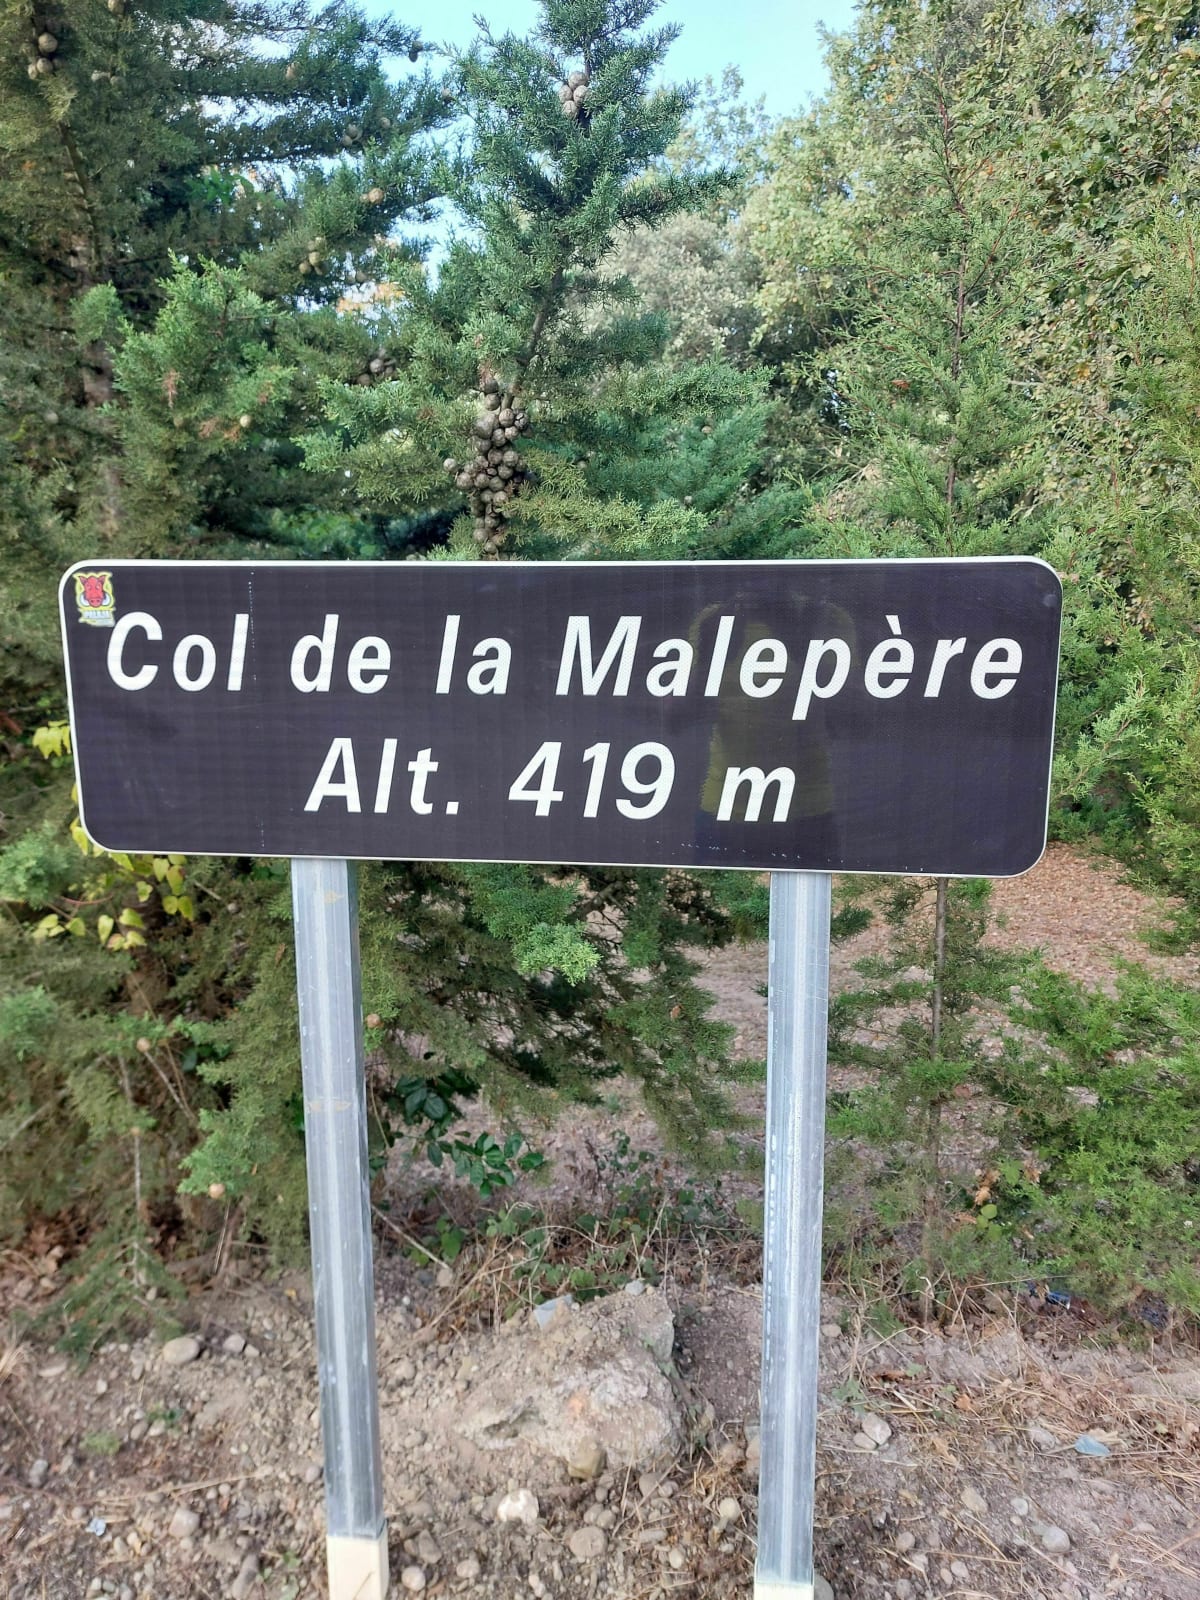 Col de la Malepère
Alt. 419 m